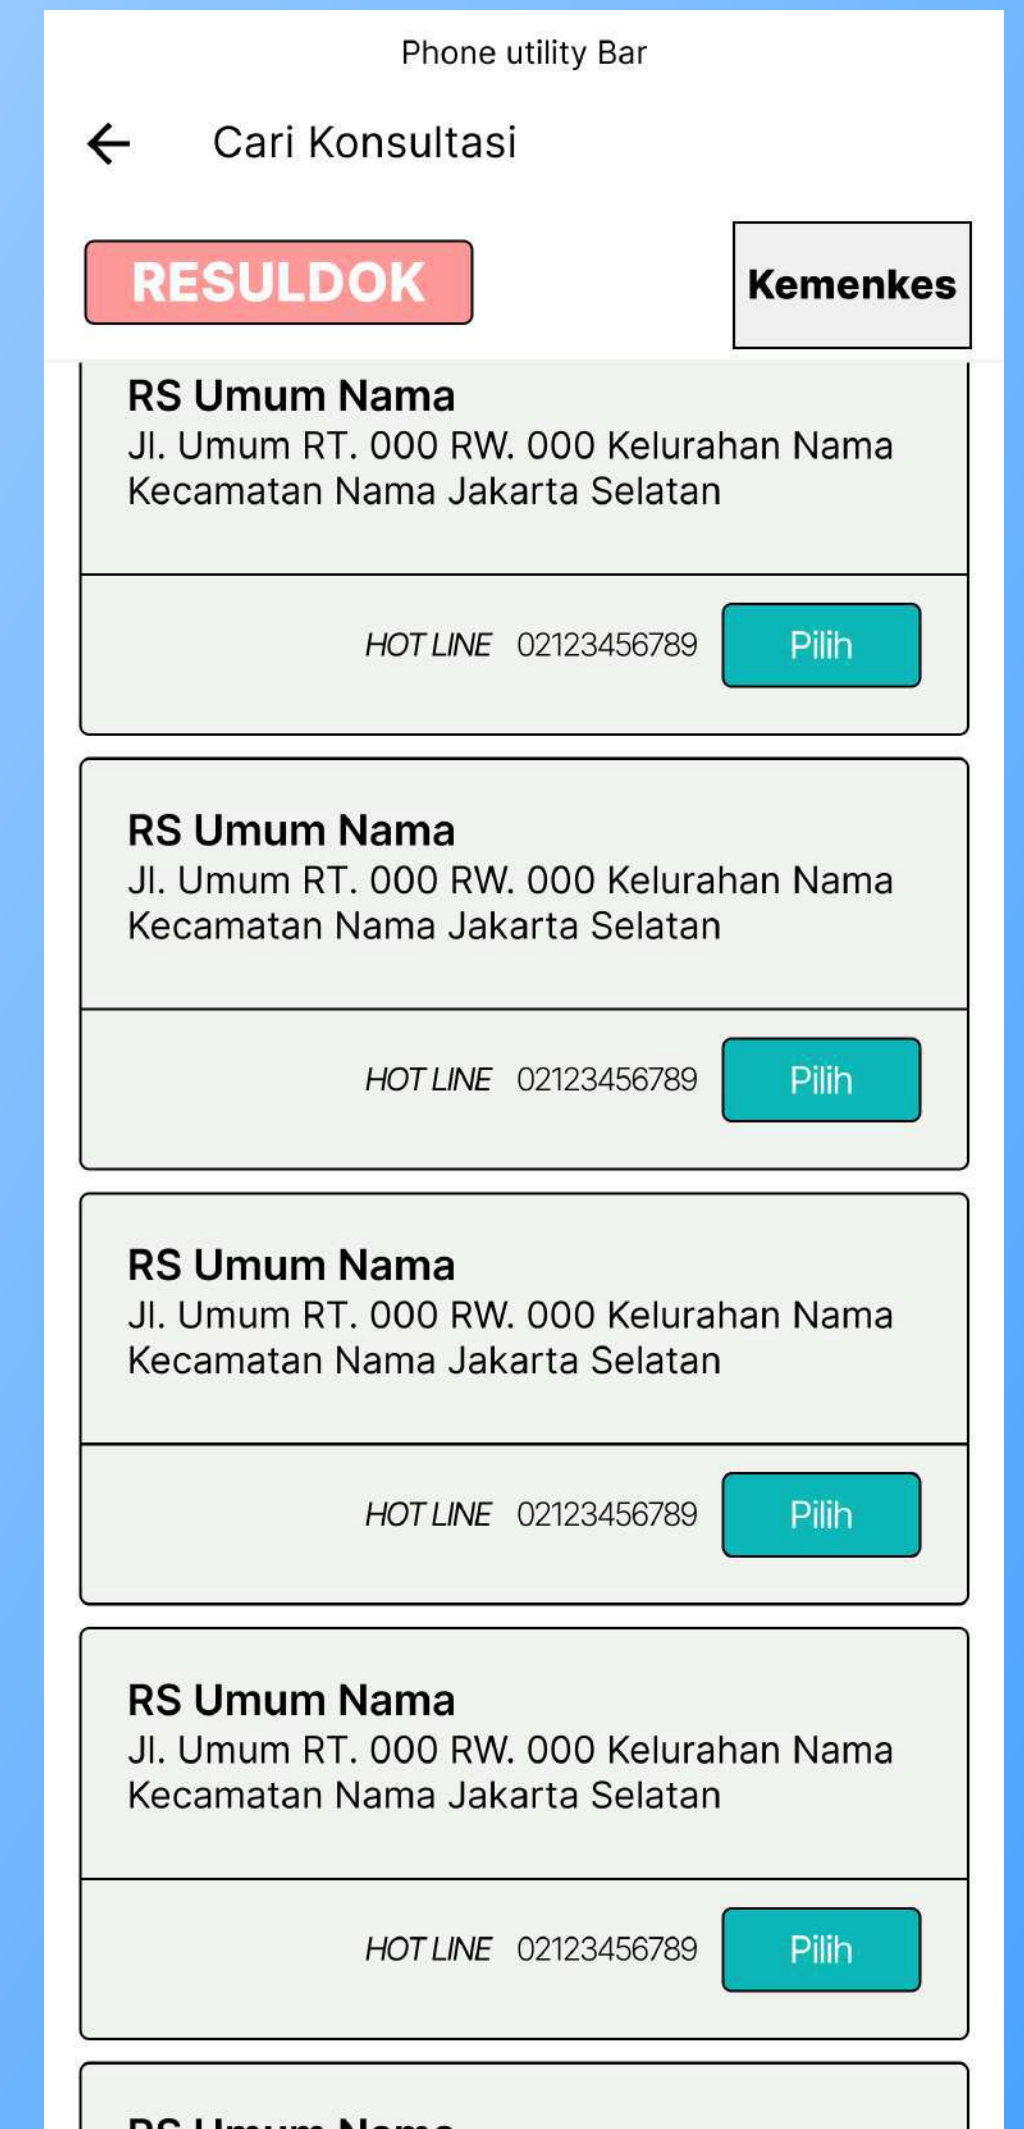 Phone utility Bar
Cari Konsultasi
RESULDOK
Kemenkes
RS Umum Nama
Jl. Umum RT. 000 RW. 000 Kelurahan Nama
Kecamatan Nama Jakarta Selatan
HOT LINE 02123456789 Pilih
RS Umum Nama
Jl. Umum RT. 000 RW. 000 Kelurahan Nama
Kecamatan Nama Jakarta Selatan
HOT LINE 02123456789 Pilih
RS Umum Nama
Jl. Umum RT. 000 RW. 000 Kelurahan Nama
Kecamatan Nama Jakarta Selatan
HOT LINE 02123456789 Pilih
RS Umum Nama
Jl. Umum RT. 000 RW. 000 Kelurahan Nama
Kecamatan Nama Jakarta Selatan
HOT LINE 02123456789 Pilih
RS Umum Nama